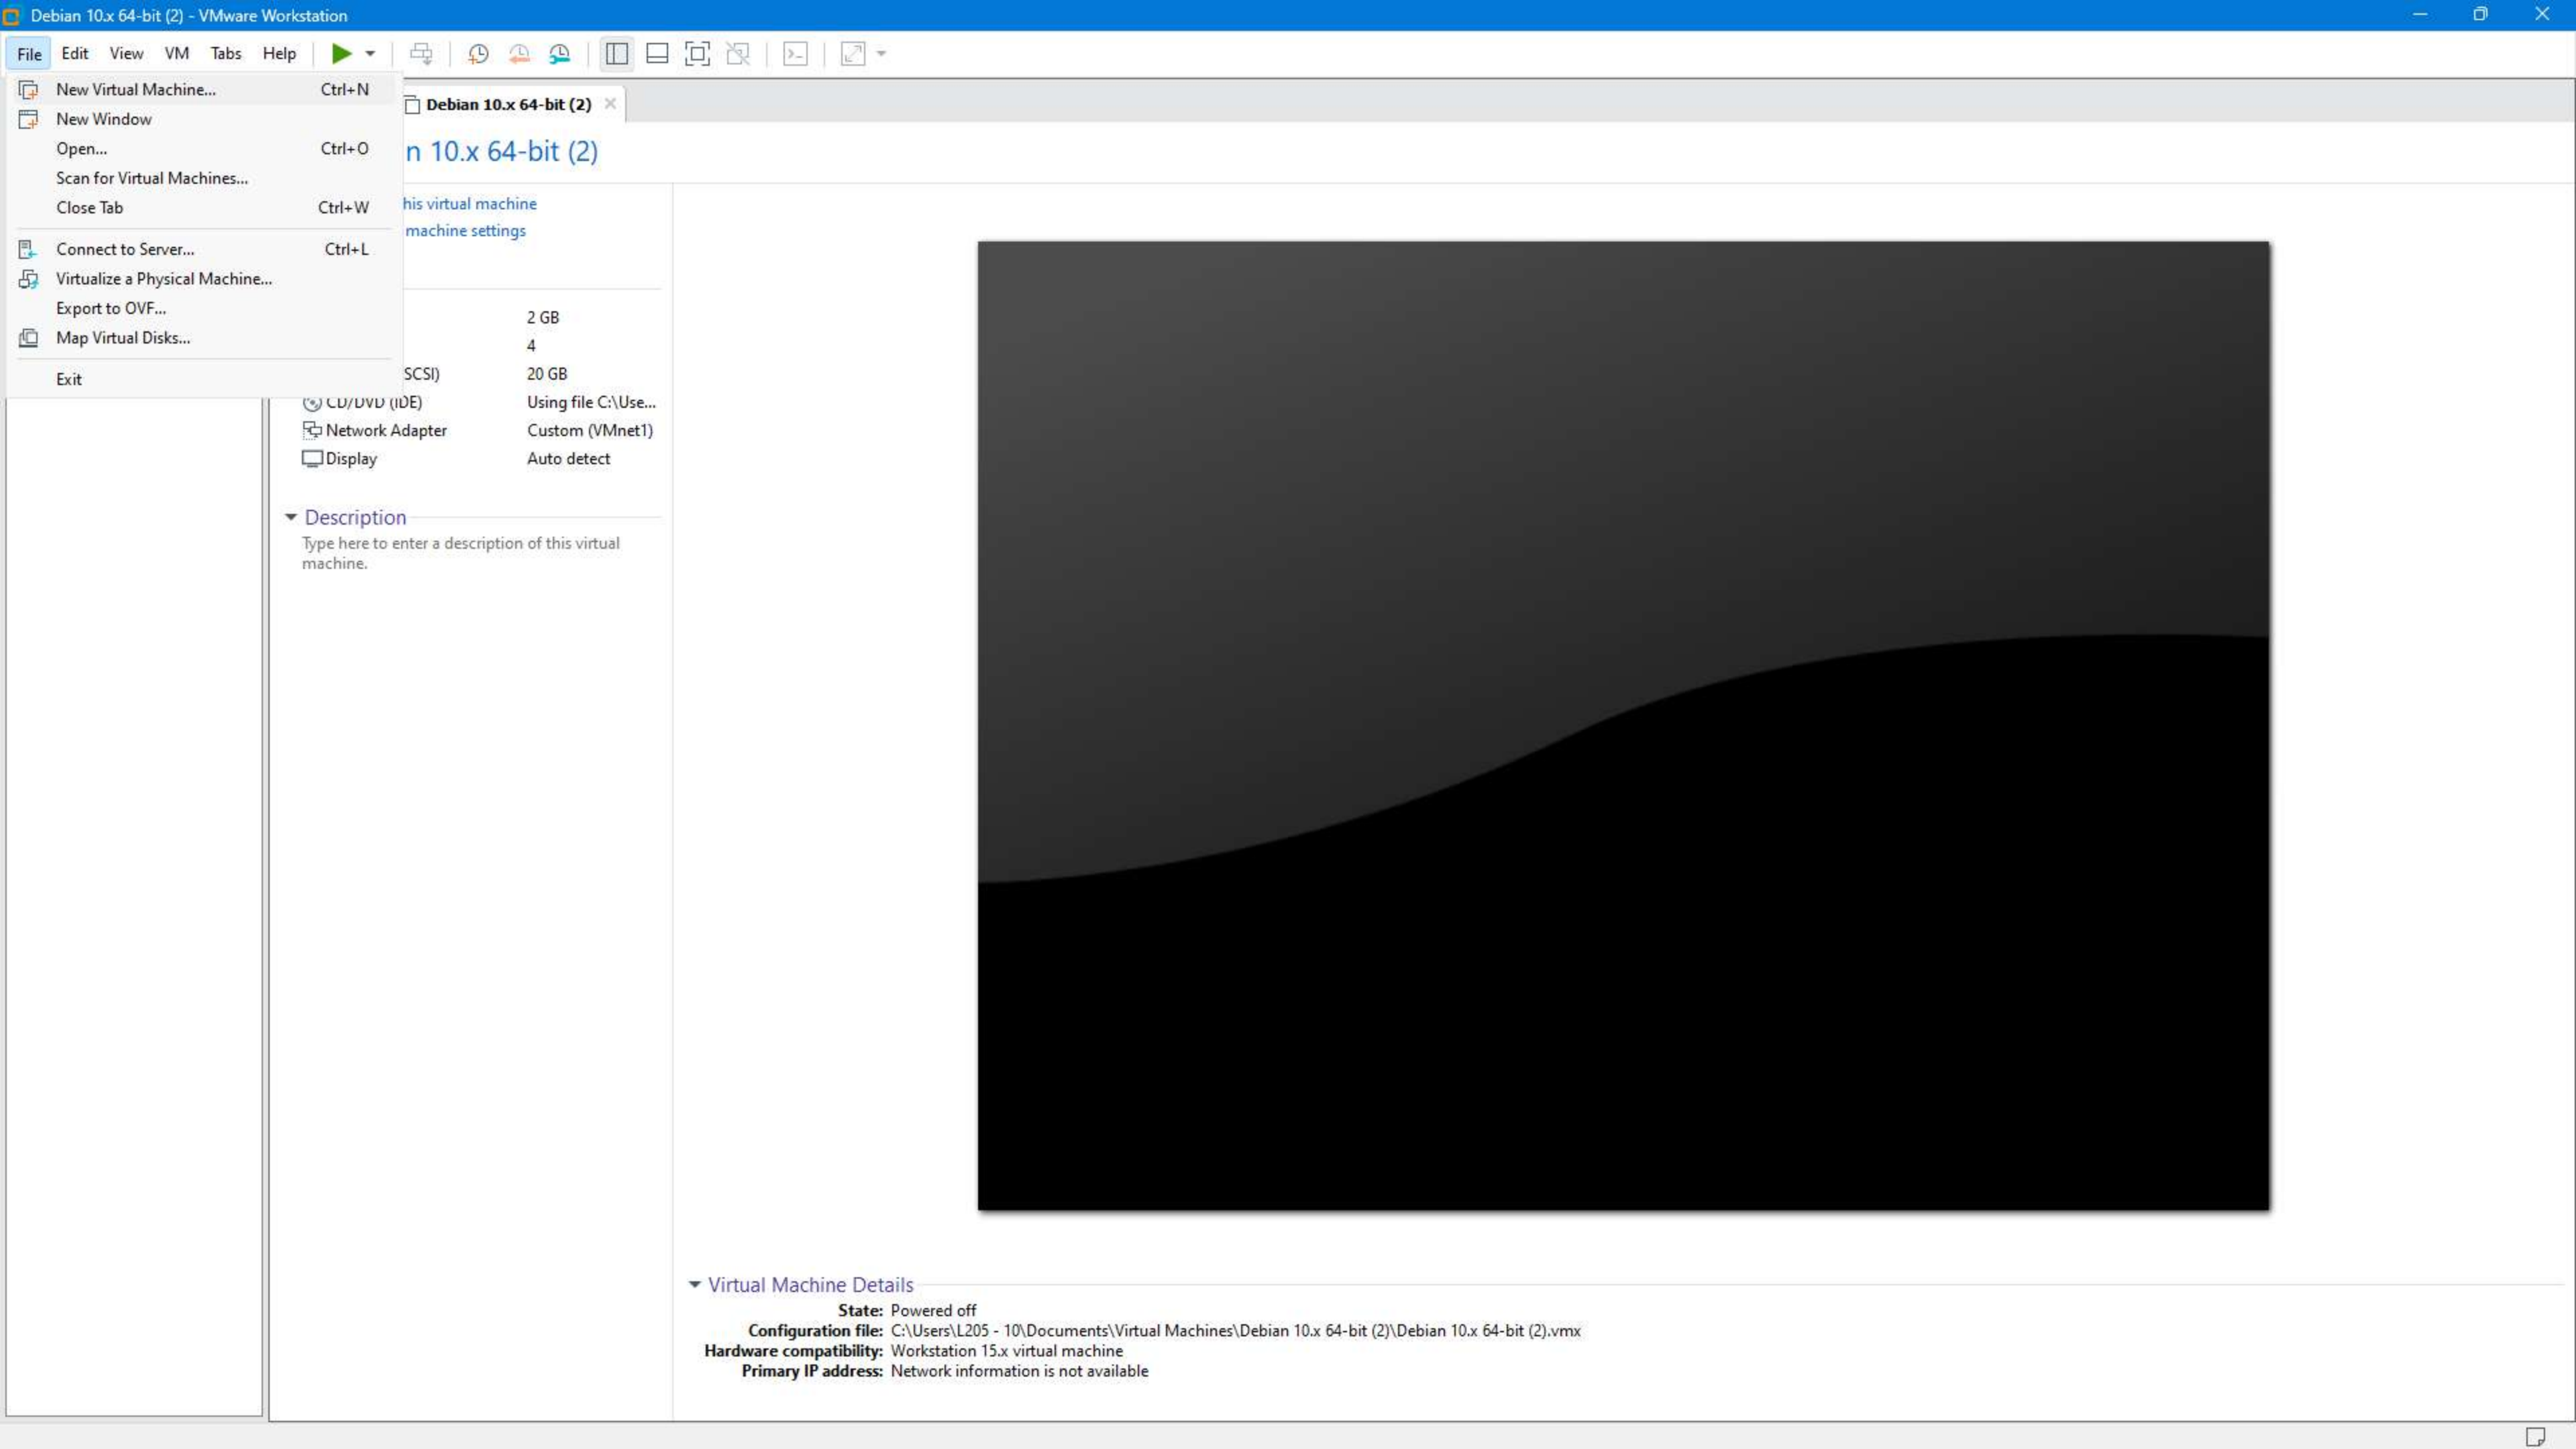 Debian 10.x 64-bit (2) - VMware Workstation
File Edit View VM Tabs Help
New Virtual Machine... Ctrl+N
New Window
Open... Ctrl+O
Scan for Virtual Machines...
Close Tab Ctrl+W
Connect to Server... Ctrl+L
Virtualize a Physical Machine...
Export to OVF...
Map Virtual Disks...
Exit
Debian 10.x 64-bit (2)
n 10.x 64-bit (2)
his virtual machine
machine settings
2 GB
4
SCSI) 20 GB
CD/DVD (IDE) Using file C:\Use...
Network Adapter Custom (VMnet1)
Display Auto detect
Description
Type here to enter a description of this virtual
machine.
Virtual Machine Details
State: Powered off
Configuration file: C:\Users\L205 - 10\Documents\Virtual Machines\Debian 10.x 64-bit (2)\Debian 10.x 64-bit (2).vmx
Hardware compatibility: Workstation 15.x virtual machine
Primary IP address: Network information is not available